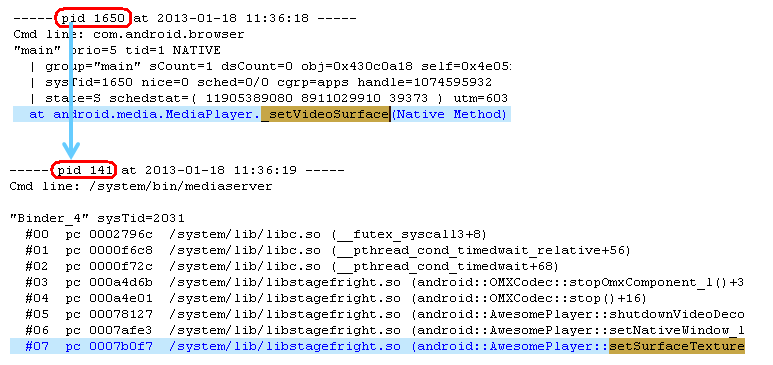 ----- pid 1650 at 2013-01-18 11:36:18 -----
Cmd line: com.android.browser
"main" prio=5 tid=1 NATIVE
| group="main" sCount=1 dsCount=0 obj=0x430c0a18 self=0x4e05
| sysTid=1650 nice=0 sched=0/0 cgrp=apps handle=1074595932
| state=S schedstat=( 11905389080 8911029910 39373 ) utm=603
at android.media.MediaPlayer._setVideoSurface(Native Method)
----- pid 141 at 2013-01-18 11:36:19 -----
Cmd line: /system/bin/mediaserver
"Binder_4" sysTid=2031
#00 pc 0002796c /system/lib/libc.so (__futex_syscall3+8)
#01 pc 0000f6c8 /system/lib/libc.so (__pthread_cond_timedwait_relative+56)
#02 pc 0000f72c /system/lib/libc.so (__pthread_cond_timedwait+68)
#03 pc 000a4d6b /system/lib/libstagefright.so (android::OMXCodec::stopOmxComponent_l()+3
#04 pc 000a4e01 /system/lib/libstagefright.so (android::OMXCodec::stop()+16)
#05 pc 00078127 /system/lib/libstagefright.so (android::AwesomePlayer::shutdownVideoDeco
#06 pc 0007afe3 /system/lib/libstagefright.so (android::AwesomePlayer::setNativeWindow_l
#07 pc 0007b0f7 /system/lib/libstagefright.so (android::AwesomePlayer::setSurfaceTexture